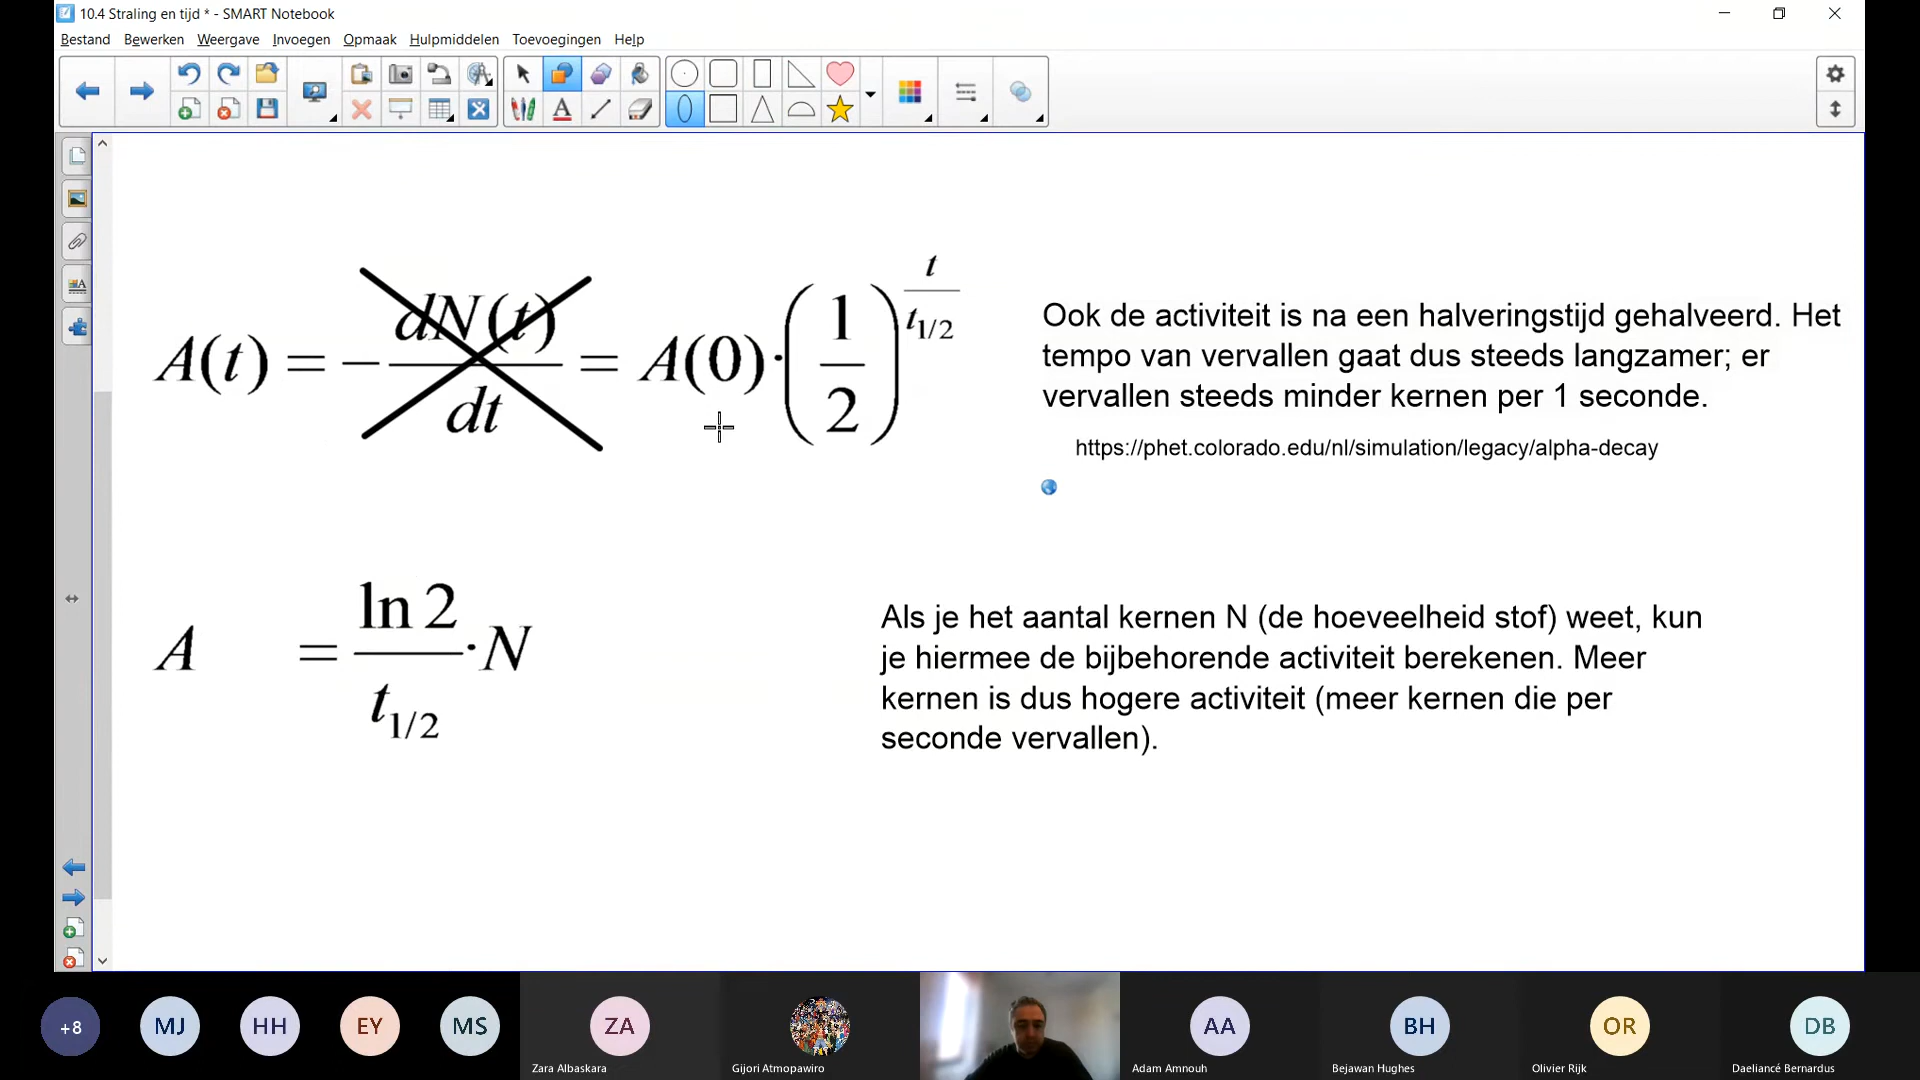 10.4 Straling en tijd * - SMART Notebook
Bestand Bewerken Weergave Invoegen Opmaak Hulpmiddelen Toevoegingen Help
A(t) = - dN(t)/dt = A(0)·(1/2)^(t/t1/2)
Ook de activiteit is na een halveringstijd gehalveerd. Het
tempo van vervallen gaat dus steeds langzamer; er
vervallen steeds minder kernen per 1 seconde.
https://phet.colorado.edu/nl/simulation/legacy/alpha-decay
A = ln 2/t1/2 · N
Als je het aantal kernen N (de hoeveelheid stof) weet, kun
je hiermee de bijbehorende activiteit berekenen. Meer
kernen is dus hogere activiteit (meer kernen die per
seconde vervallen).
+8 MJ HH EY MS ZA AA BH OR DB
Zara Albaskara Gijori Atmopawiro Adam Amnouh Bejawan Hughes Olivier Rijk Daeliancé Bernardus